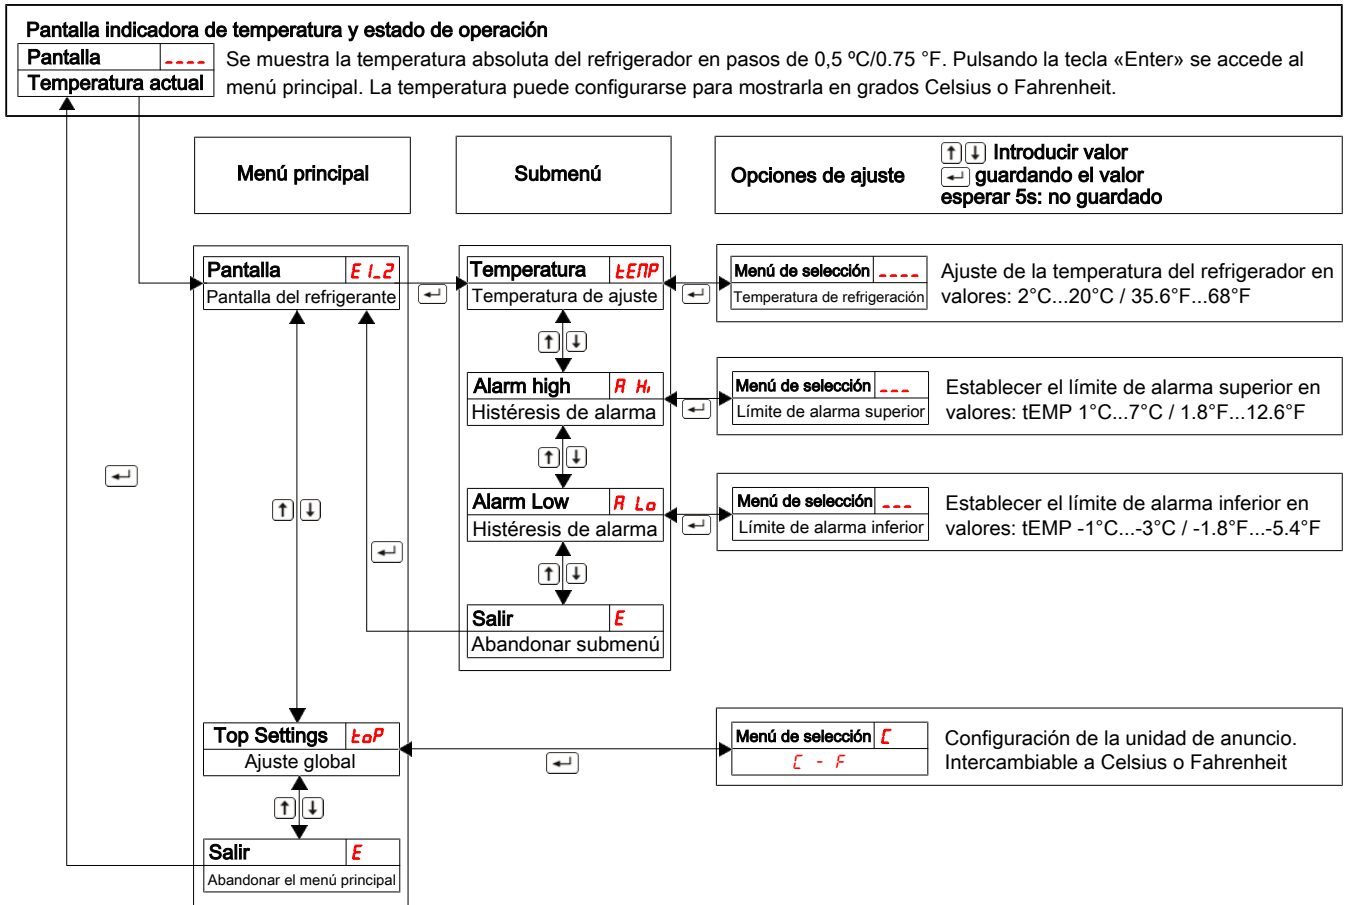 Pantalla indicadora de temperatura y estado de operación
Pantalla ----
Temperatura actual
Se muestra la temperatura absoluta del refrigerador en pasos de 0,5 ºC/0.75 °F. Pulsando la tecla «Enter» se accede al
menú principal. La temperatura puede configurarse para mostrarla en grados Celsius o Fahrenheit.
Menú principal
Submenú
Opciones de ajuste
↑ ↓ Introducir valor
↵ guardando el valor
esperar 5s: no guardado
Pantalla E1_2
Pantalla del refrigerante
Temperatura tEMP
Temperatura de ajuste
Menú de selección ----
Temperatura de refrigeración
Ajuste de la temperatura del refrigerador en
valores: 2°C...20°C / 35.6°F...68°F
Alarm high A Hi
Histéresis de alarma
Menú de selección ---
Límite de alarma superior
Establecer el límite de alarma superior en
valores: tEMP 1°C...7°C / 1.8°F...12.6°F
Alarm Low A Lo
Histéresis de alarma
Menú de selección ---
Límite de alarma inferior
Establecer el límite de alarma inferior en
valores: tEMP -1°C...-3°C / -1.8°F...-5.4°F
Salir E
Abandonar submenú
Top Settings toP
Ajuste global
Menú de selección C
C - F
Configuración de la unidad de anuncio.
Intercambiable a Celsius o Fahrenheit
Salir E
Abandonar el menú principal